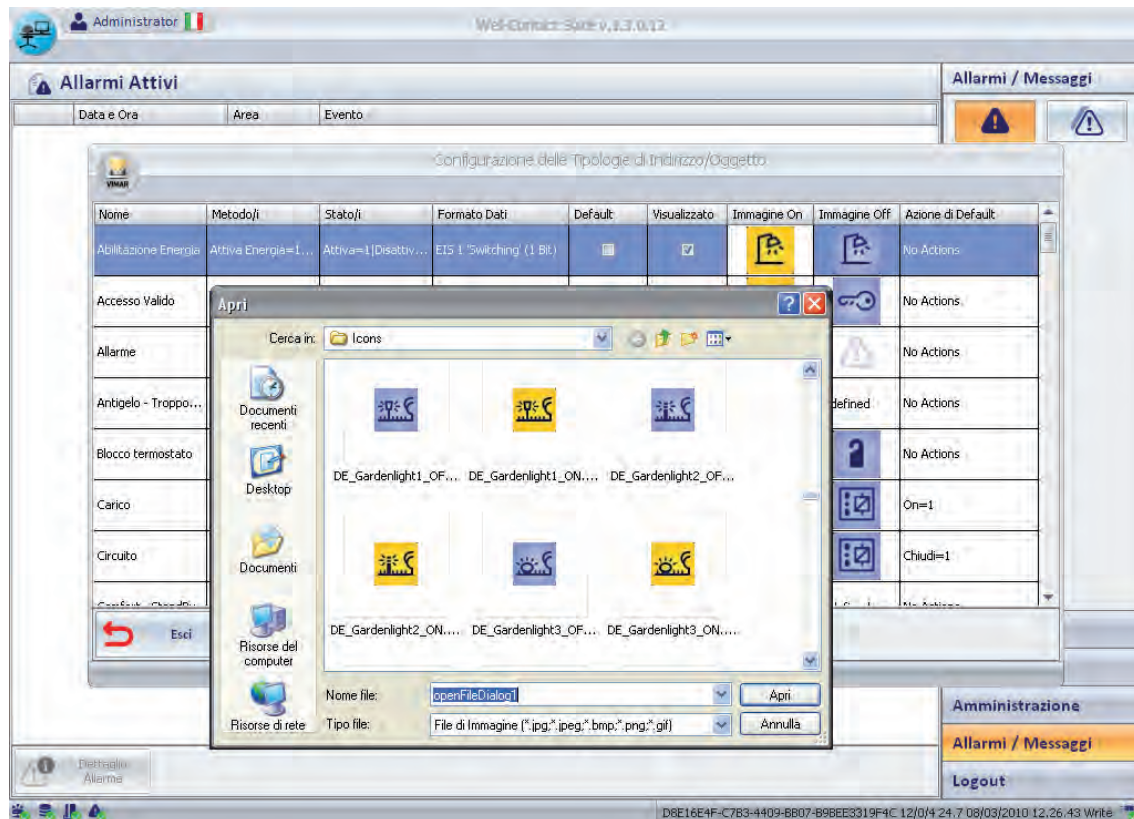 Administrator
Well-Contact Suite v.1.3.0.12
Allarmi Attivi
Allarmi / Messaggi
Data e Ora Area Evento
Configurazione delle Tipologie di Indirizzo/Oggetto
VIMAR
Nome Metodo/i Stato/i Formato Dati Default Visualizzato Immagine On Immagine Off Azione di Default
Abilitazione Energia Attiva Energia=1... Attiva=1|Disattiv... EIS 1 'Switching' (1 Bit) No Actions
Accesso Valido No Actions
Allarme No Actions
Antigelo - Troppo... defined No Actions
Blocco termostato No Actions
Carico On=1
Circuito Chiudi=1
No Actions
Esci
Apri
Cerca in: Icons
Documenti recenti
Desktop
Documenti
Risorse del computer
Risorse di rete
DE_Gardenlight1_OF... DE_Gardenlight1_ON.... DE_Gardenlight2_OF...
DE_Gardenlight2_ON.... DE_Gardenlight3_OF... DE_Gardenlight3_ON....
Nome file: openFileDialog1 Apri
Tipo file: File di Immagine (*.jpg;*.jpeg;*.bmp;*.png;*.gif) Annulla
Amministrazione
Allarmi / Messaggi
Logout
0
Dettaglio
Allarme
D8E16E4F-C7B3-4409-BB07-B9BEE3319F4C 12/0/4 24.7 08/03/2010 12.26.43 Write